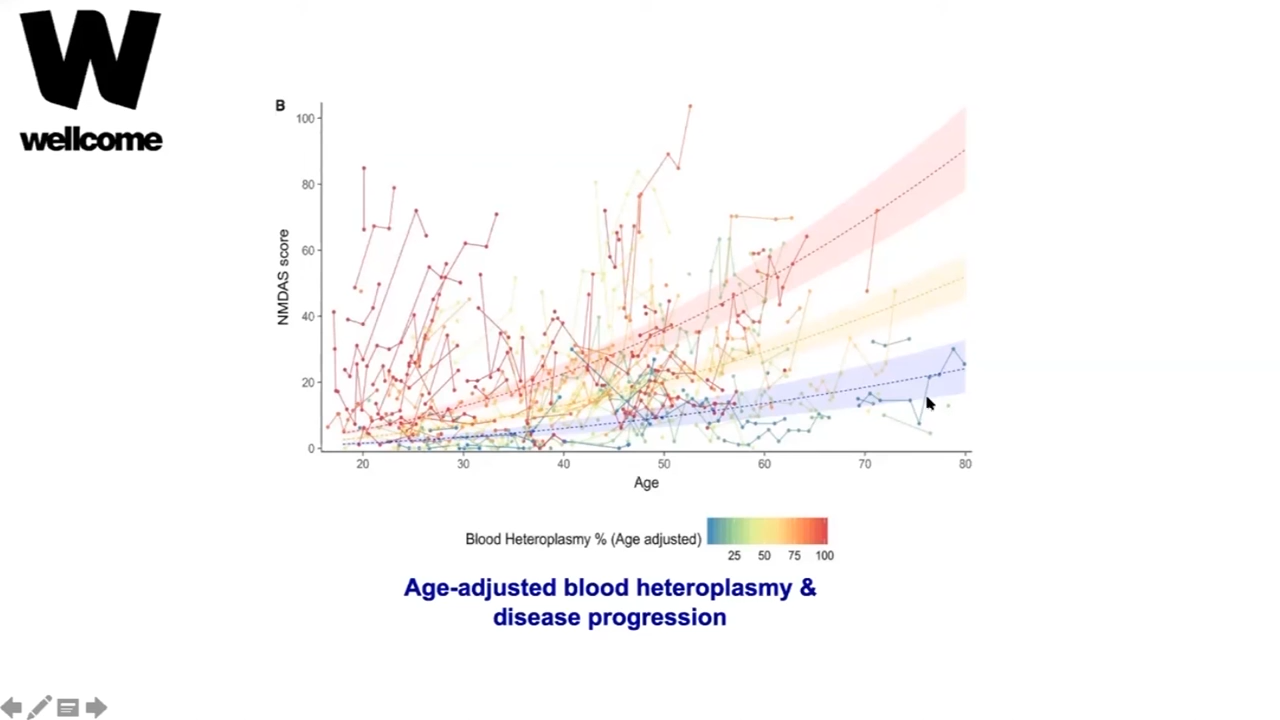 W
wellcome
B
100
80
60
40
20
0
NMDAS score
20 30 40 50 60 70 80
Age
Blood Heteroplasmy % (Age adjusted)
25 50 75 100
Age-adjusted blood heteroplasmy &
disease progression